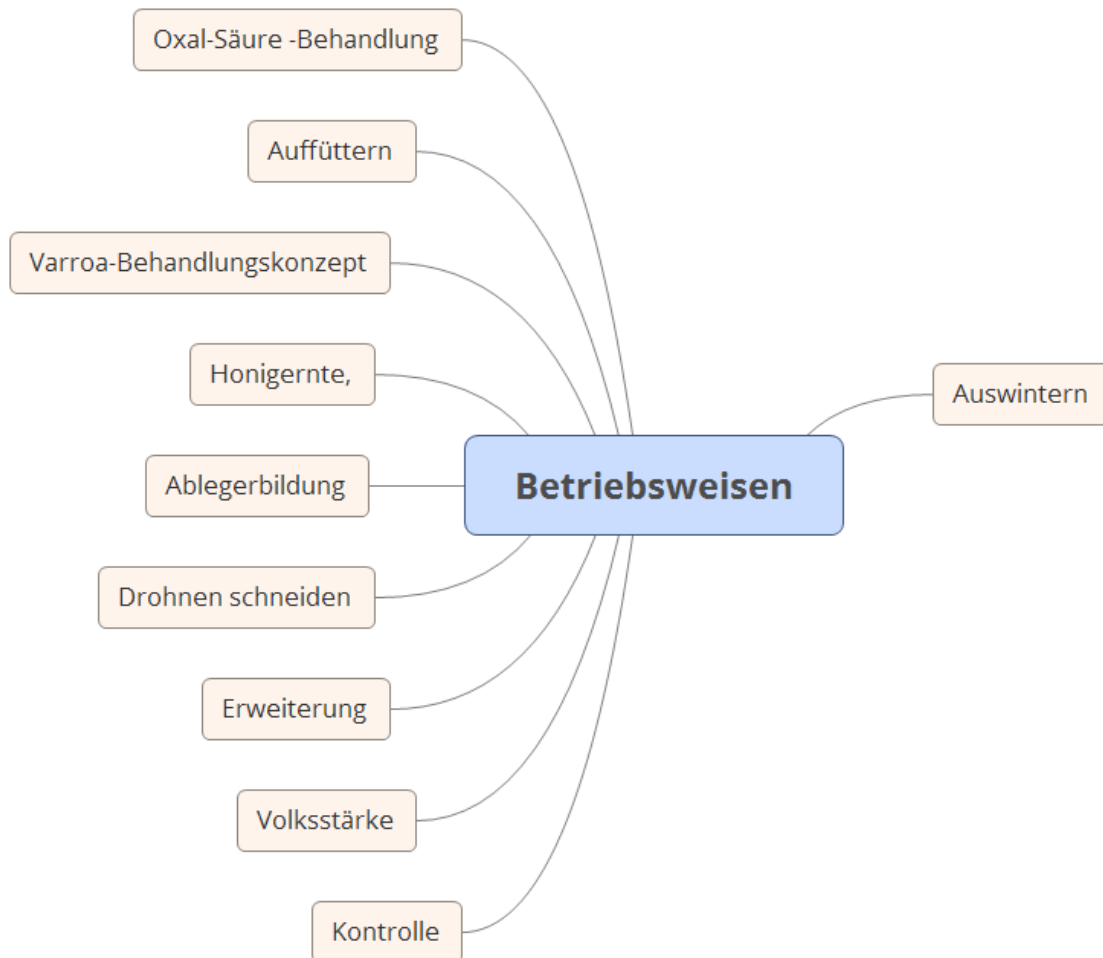 Oxal-Säure -Behandlung
Auffüttern
Varroa-Behandlungskonzept
Honigernte,
Auswintern
Betriebsweisen
Ablegerbildung
Drohnen schneiden
Erweiterung
Volksstärke
Kontrolle